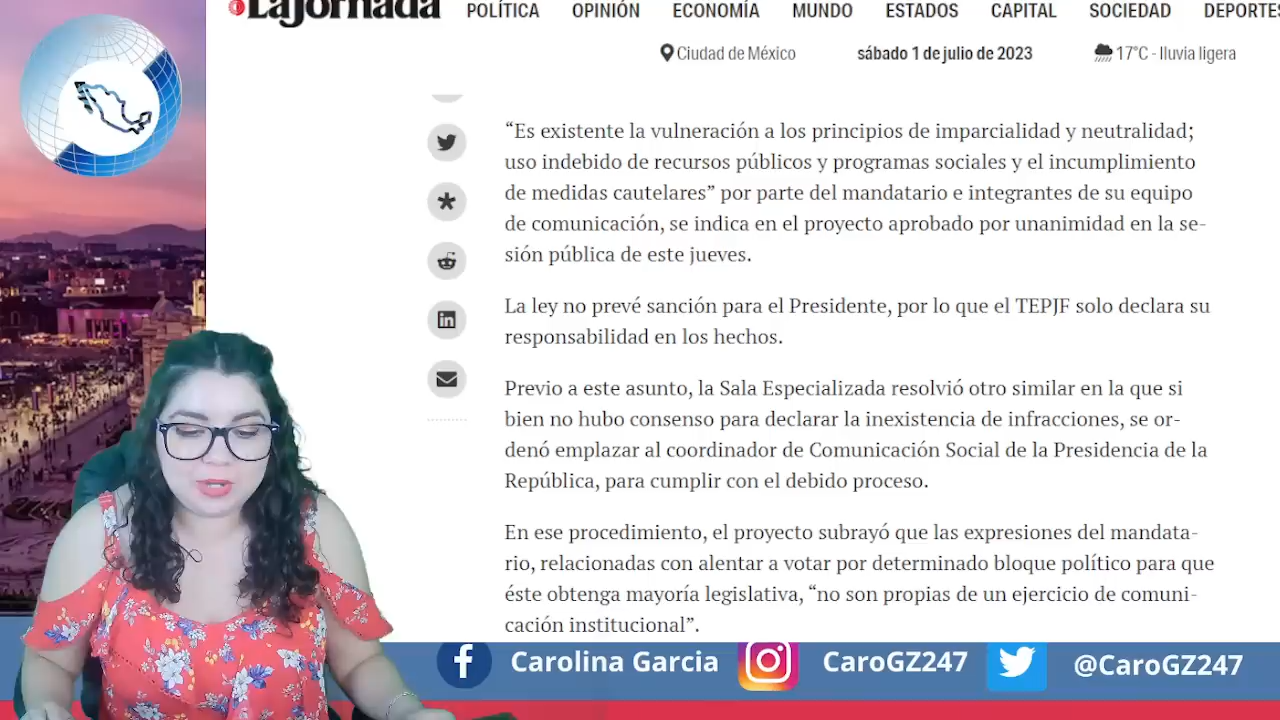 La Jornada
POLÍTICA OPINIÓN ECONOMÍA MUNDO ESTADOS CAPITAL SOCIEDAD DEPORTES
Ciudad de México sábado 1 de julio de 2023 17°C - lluvia ligera
“Es existente la vulneración a los principios de imparcialidad y neutralidad;
uso indebido de recursos públicos y programas sociales y el incumplimiento
de medidas cautelares” por parte del mandatario e integrantes de su equipo
de comunicación, se indica en el proyecto aprobado por unanimidad en la se-
sión pública de este jueves.
La ley no prevé sanción para el Presidente, por lo que el TEPJF solo declara su
responsabilidad en los hechos.
Previo a este asunto, la Sala Especializada resolvió otro similar en la que si
bien no hubo consenso para declarar la inexistencia de infracciones, se or-
denó emplazar al coordinador de Comunicación Social de la Presidencia de la
República, para cumplir con el debido proceso.
En ese procedimiento, el proyecto subrayó que las expresiones del mandata-
rio, relacionadas con alentar a votar por determinado bloque político para que
éste obtenga mayoría legislativa, “no son propias de un ejercicio de comuni-
cación institucional”.
Carolina Garcia CaroGZ247 @CaroGZ247